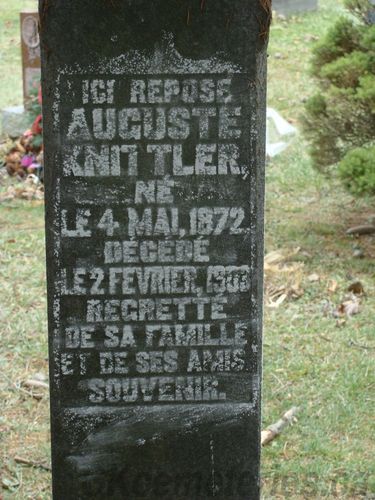 ICI REPOSE
AUGUSTE
KNITTLER,
NÉ
LE 4 MAI, 1872
DÉCÉDÉ
LE 2 FEVRIER,
REGRETTÉ
DE SA FAMILLE
ET DE SES AMIS
SOUVENIR.